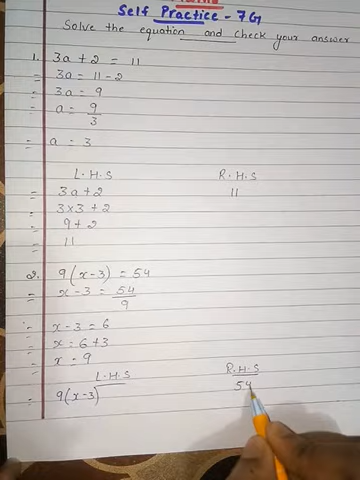 Self Practice - 7G
Solve the equation and check your answer
1. 3a + 2 = 11
= 3a = 11 - 2
= 3a = 9
= a = 9/3
= a = 3
L.H.S R.H.S
= 3a + 2 11
= 3 × 3 + 2
= 9 + 2
= 11
2. 9(x - 3) = 54
= x - 3 = 54/9
= x - 3 = 6
= x = 6 + 3
= x = 9
L.H.S R.H.S
= 9(x - 3) 54